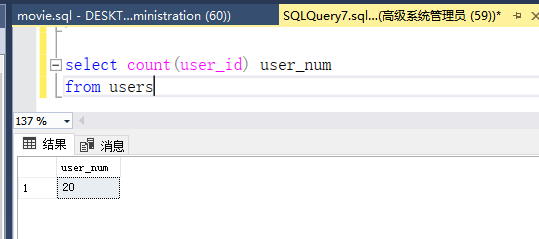 movie.sql - DESKT...ministration (60))
SQLQuery7.sql...(高级系统管理员 (59))*
select count(user_id) user_num
from users
137 %
结果
消息
user_num
1
20